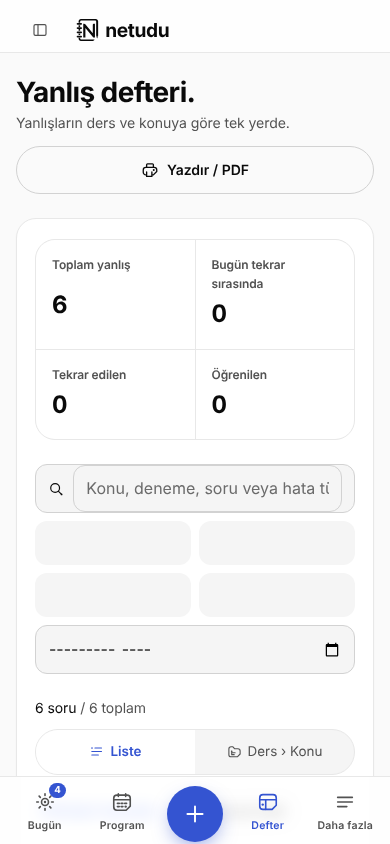 netudu
Yanlış defteri.
Yanlışların ders ve konuya göre tek yerde.
Yazdır / PDF
Toplam yanlış
6
Bugün tekrar
sırasında
0
Tekrar edilen
0
Öğrenilen
0
Konu, deneme, soru veya hata
--------- ----
6 soru / 6 toplam
Liste
Ders › Konu
4
Bugün
Program
Defter
Daha fazla